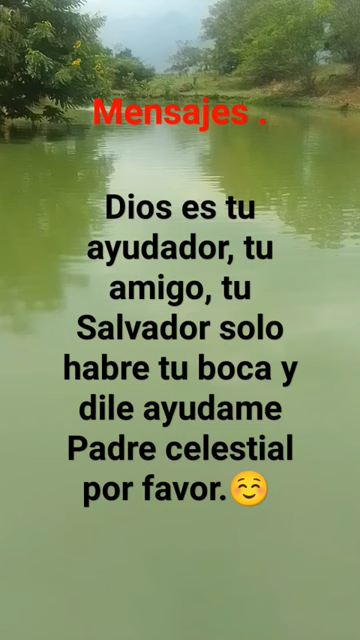 Mensajes .
Dios es tu
ayudador, tu
amigo, tu
Salvador solo
habre tu boca y
dile ayudame
Padre celestial
por favor.☺️